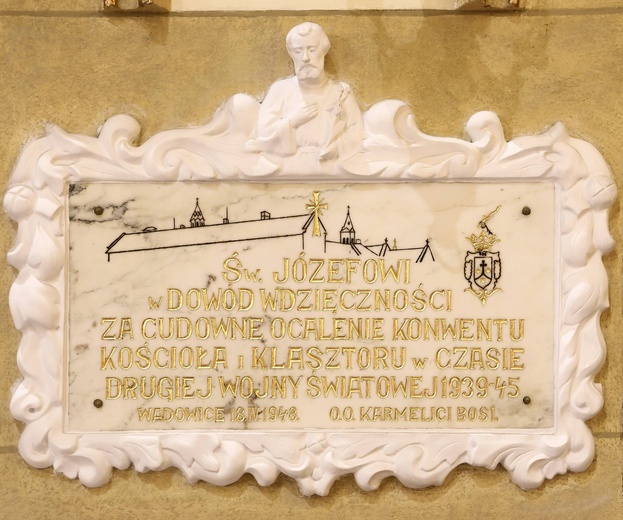 Św. JÓZEFOWI
w DOWÓD WDZIĘCZNOŚCI
ZA CUDOWNE OCALENIE KONWENTU
KOŚCIOŁA i KLASZTORU w CZASIE
DRUGIEJ WOJNY ŚWIATOWEJ 1939-45
WADOWICE 18.IV.1948. O.O. KARMELICI BOSI.